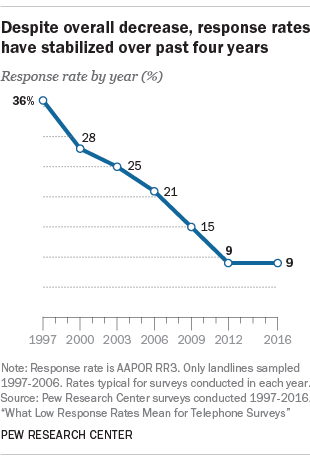 Despite overall decrease, response rates
have stabilized over past four years
Response rate by year (%)
36%
28
25
21
15
9
9
1997 2000 2003 2006 2009 2012 2016
Note: Response rate is AAPOR RR3. Only landlines sampled
1997-2006. Rates typical for surveys conducted in each year.
Source: Pew Research Center surveys conducted 1997-2016.
“What Low Response Rates Mean for Telephone Surveys”
PEW RESEARCH CENTER